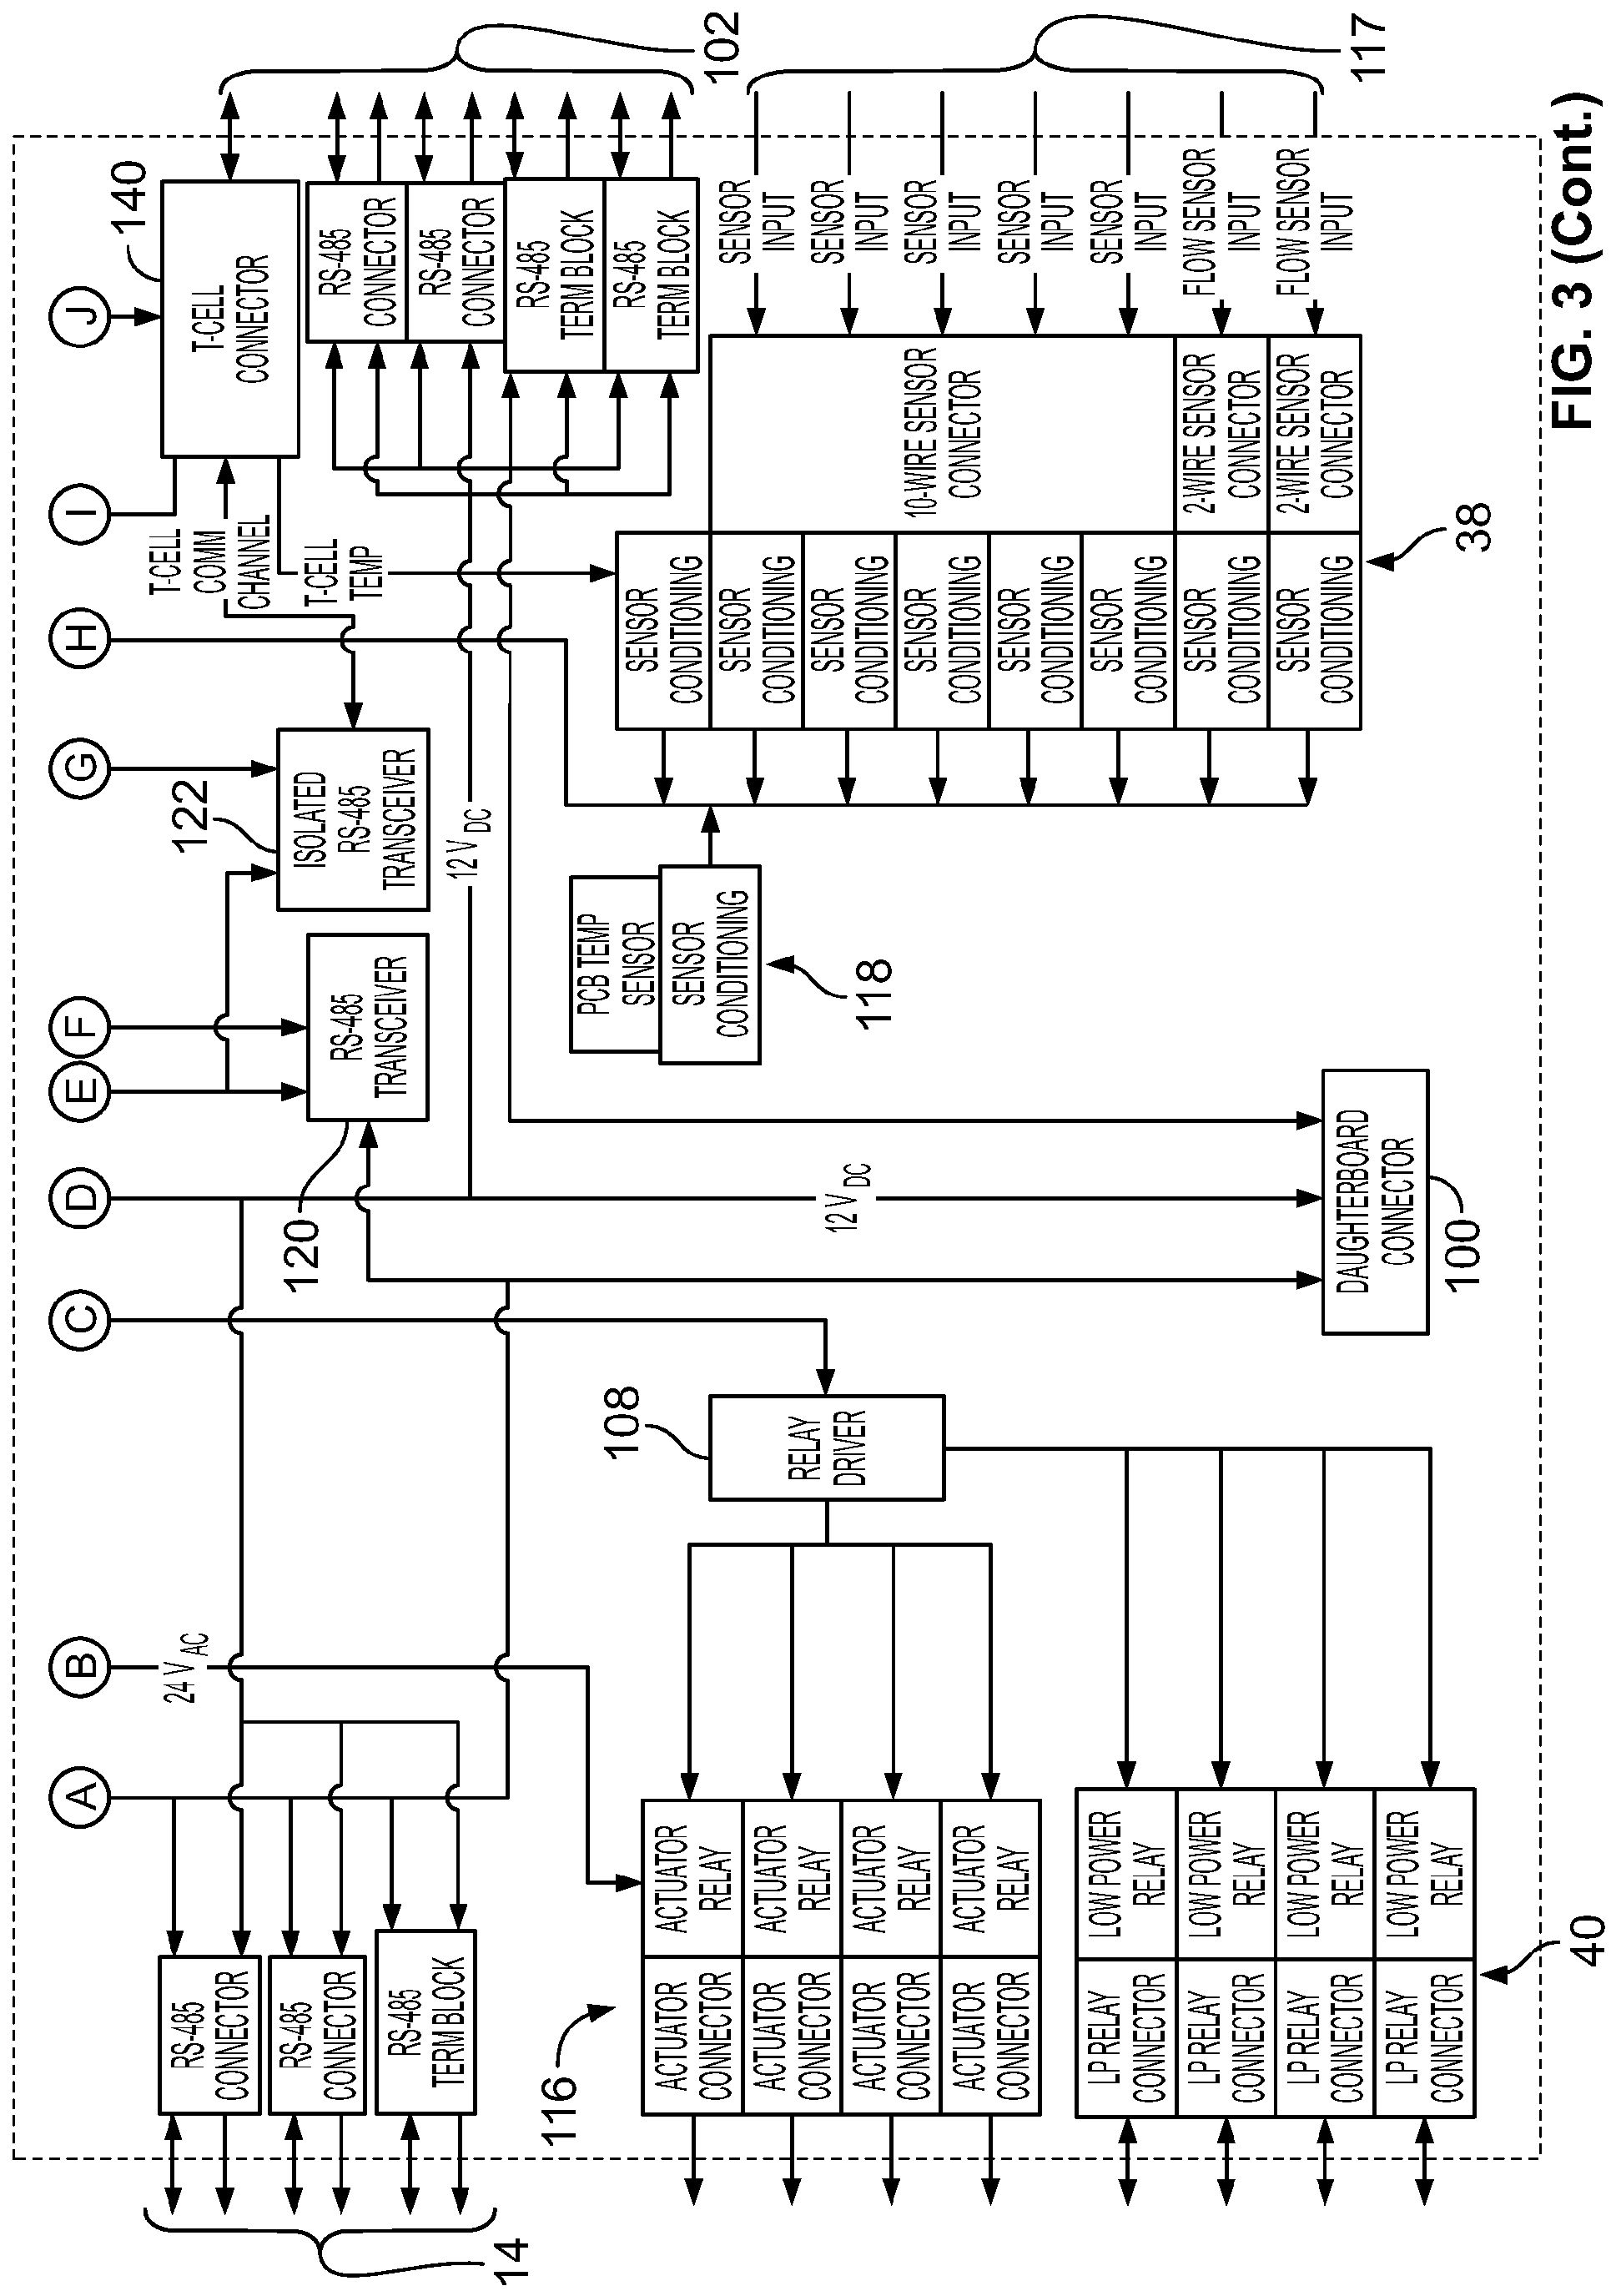 A
B
C
D
E
F
G
H
I
J
24 VAC
RS-485
CONNECTOR
RS-485
CONNECTOR
RS-485
TERM BLOCK
14
120
RS-485
TRANSCEIVER
122
ISOLATED
RS-485
TRANSCEIVER
140
T-CELL
CONNECTOR
T-CELL
COMM
CHANNEL
T-CELL
TEMP
RS-485
CONNECTOR
RS-485
CONNECTOR
RS-485
TERM BLOCK
RS-485
TERM BLOCK
102
12 VDC
12 VDC
108
RELAY
DRIVER
116
ACTUATOR
CONNECTOR
ACTUATOR
RELAY
ACTUATOR
CONNECTOR
ACTUATOR
RELAY
ACTUATOR
CONNECTOR
ACTUATOR
RELAY
ACTUATOR
CONNECTOR
ACTUATOR
RELAY
LP RELAY
CONNECTOR
LOW POWER
RELAY
LP RELAY
CONNECTOR
LOW POWER
RELAY
LP RELAY
CONNECTOR
LOW POWER
RELAY
LP RELAY
CONNECTOR
LOW POWER
RELAY
40
PCB TEMP
SENSOR
SENSOR
CONDITIONING
118
DAUGHTERBOARD
CONNECTOR
100
SENSOR
CONDITIONING
SENSOR
CONDITIONING
SENSOR
CONDITIONING
SENSOR
CONDITIONING
SENSOR
CONDITIONING
SENSOR
CONDITIONING
SENSOR
CONDITIONING
SENSOR
CONDITIONING
38
10-WIRE SENSOR
CONNECTOR
2-WIRE SENSOR
CONNECTOR
2-WIRE SENSOR
CONNECTOR
SENSOR
INPUT
SENSOR
INPUT
SENSOR
INPUT
SENSOR
INPUT
SENSOR
INPUT
FLOW SENSOR
INPUT
FLOW SENSOR
INPUT
117
FIG. 3 (Cont.)